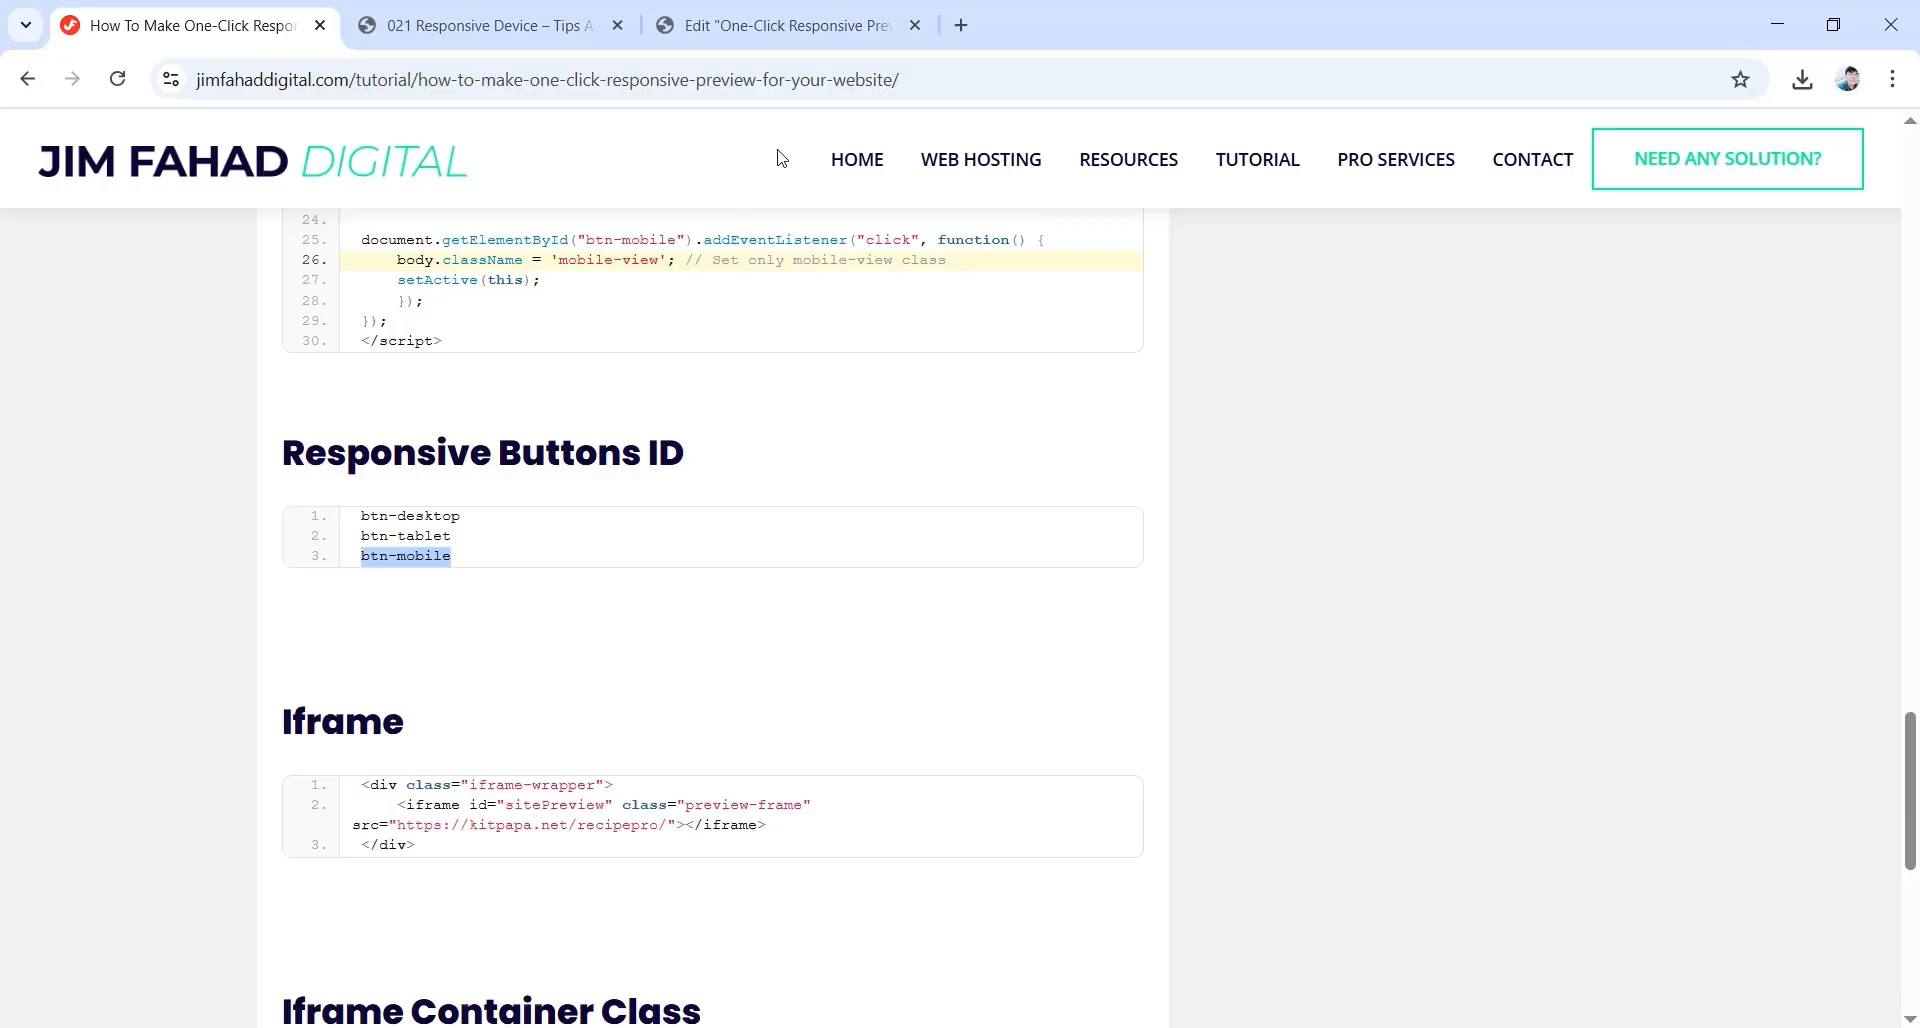 How To Make One-Click Respon
021 Responsive Device – Tips A
Edit "One-Click Responsive Prev
jimfahaddigital.com/tutorial/how-to-make-one-click-responsive-preview-for-your-website/
JIM FAHAD DIGITAL
HOME
WEB HOSTING
RESOURCES
TUTORIAL
PRO SERVICES
CONTACT
NEED ANY SOLUTION?
24.
25. document.getElementById("btn-mobile").addEventListener("click", function() {
26. body.className = 'mobile-view'; // Set only mobile-view class
27. setActive(this);
28. });
29. });
30. </script>
Responsive Buttons ID
1. btn-desktop
2. btn-tablet
3. btn-mobile
Iframe
1. <div class="iframe-wrapper">
2. <iframe id="sitePreview" class="preview-frame"
src="https://kitpapa.net/recipepro/"></iframe>
3. </div>
Iframe Container Class